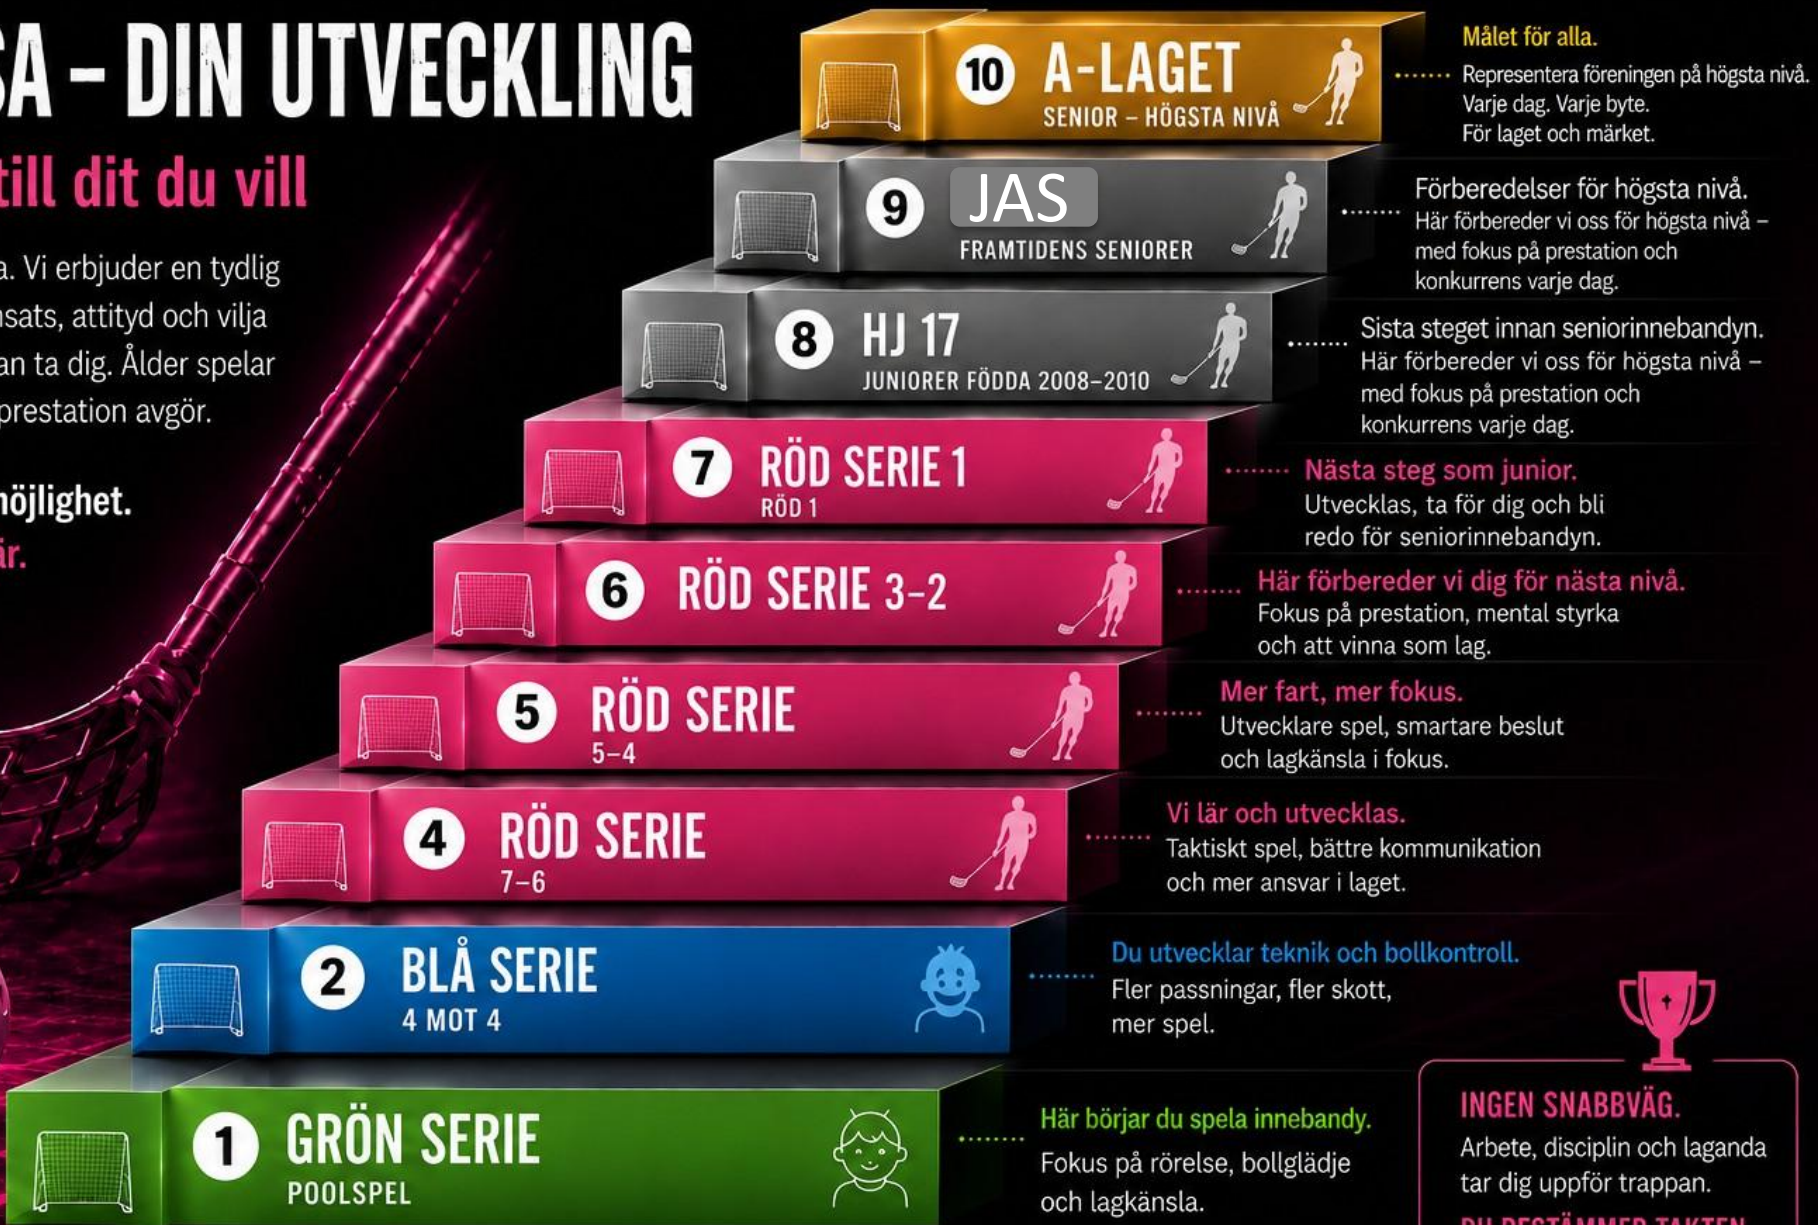 SA – DIN UTVECKLING
till dit du vill
a. Vi erbjuder en tydlig
nsats, attityd och vilja
an ta dig. Ålder spelar
prestation avgör.
möjlighet.
är.
10 A-LAGET
SENIOR – HÖGSTA NIVÅ
Målet för alla.
Representera föreningen på högsta nivå.
Varje dag. Varje byte.
För laget och märket.
9 JAS
FRAMTIDENS SENIORER
Förberedelser för högsta nivå.
Här förbereder vi oss för högsta nivå –
med fokus på prestation och
konkurrens varje dag.
8 HJ 17
JUNIORER FÖDDA 2008–2010
Sista steget innan seniorinnebandyn.
Här förbereder vi oss för högsta nivå –
med fokus på prestation och
konkurrens varje dag.
7 RÖD SERIE 1
RÖD 1
Nästa steg som junior.
Utvecklas, ta för dig och bli
redo för seniorinnebandyn.
6 RÖD SERIE 3–2
Här förbereder vi dig för nästa nivå.
Fokus på prestation, mental styrka
och att vinna som lag.
5 RÖD SERIE
5–4
Mer fart, mer fokus.
Utvecklare spel, smartare beslut
och lagkänsla i fokus.
4 RÖD SERIE
7–6
Vi lär och utvecklas.
Taktiskt spel, bättre kommunikation
och mer ansvar i laget.
2 BLÅ SERIE
4 MOT 4
Du utvecklar teknik och bollkontroll.
Fler passningar, fler skott,
mer spel.
1 GRÖN SERIE
POOLSPEL
Här börjar du spela innebandy.
Fokus på rörelse, bollglädje
och lagkänsla.
INGEN SNABBVÄG.
Arbete, disciplin och laganda
tar dig uppför trappan.
DU BESTÄMMER TAKTEN